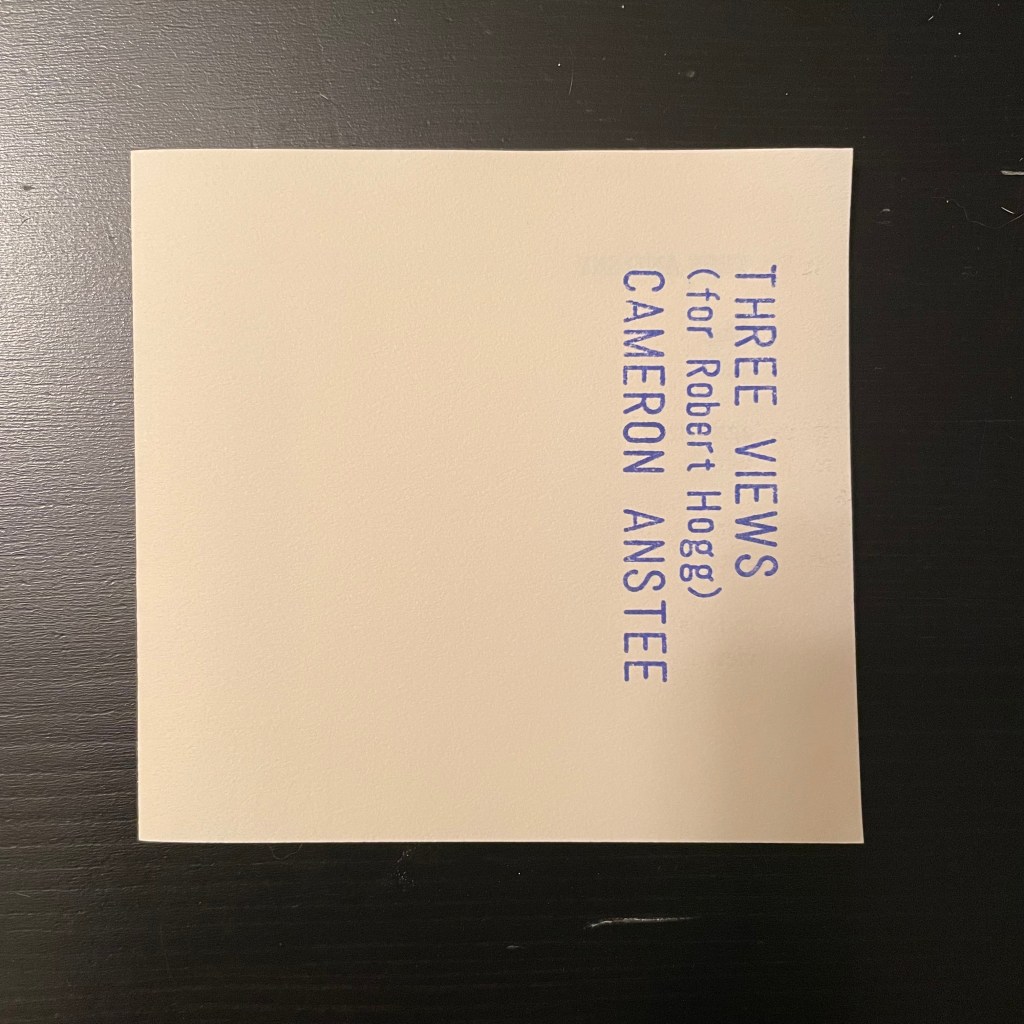 THREE VIEWS
(for Robert Hogg)
CAMERON ANSTEE